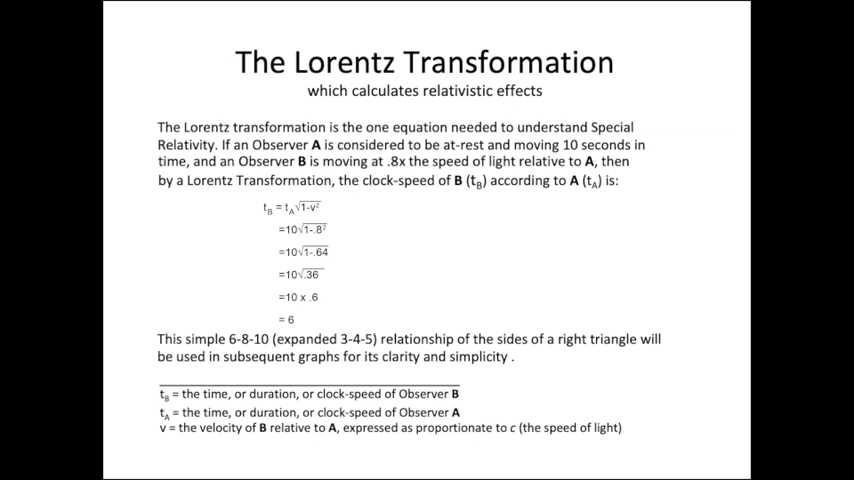 The Lorentz Transformation
which calculates relativistic effects
The Lorentz transformation is the one equation needed to understand Special
Relativity. If an Observer A is considered to be at-rest and moving 10 seconds in
time, and an Observer B is moving at .8x the speed of light relative to A, then
by a Lorentz Transformation, the clock-speed of B (tB) according to A (tA) is:
tB = tA√1-v²
=10√1-.8²
=10√1-.64
=10√.36
=10 x .6
= 6
This simple 6-8-10 (expanded 3-4-5) relationship of the sides of a right triangle will
be used in subsequent graphs for its clarity and simplicity .
tB = the time, or duration, or clock-speed of Observer B
tA = the time, or duration, or clock-speed of Observer A
v = the velocity of B relative to A, expressed as proportionate to c (the speed of light)